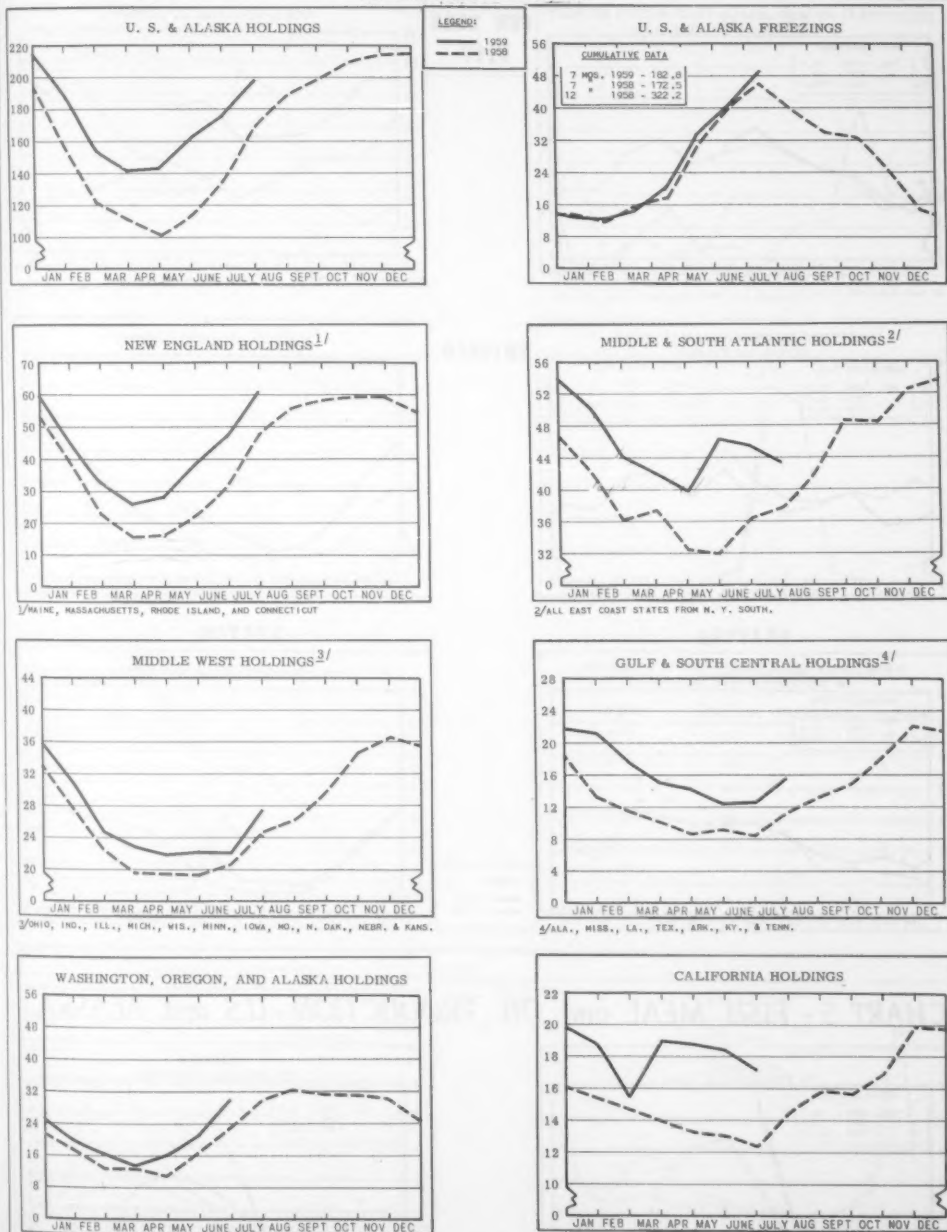 U. S. & ALASKA HOLDINGS
220
200
180
160
140
120
100
0
JAN FEB MAR APR MAY JUNE JULY AUG SEPT OCT NOV DEC
LEGEND:
1959
1958
U. S. & ALASKA FREEZINGS
56
48
40
32
24
16
8
0
CUMULATIVE DATA
7 MOS. 1959 - 182.8
7 " 1958 - 172.5
12 " 1958 - 322.2
JAN FEB MAR APR MAY JUNE JULY AUG SEPT OCT NOV DEC
NEW ENGLAND HOLDINGS 1/
70
60
50
40
30
20
10
0
JAN FEB MAR APR MAY JUNE JULY AUG SEPT OCT NOV DEC
1/MAINE, MASSACHUSETTS, RHODE ISLAND, AND CONNECTICUT
MIDDLE & SOUTH ATLANTIC HOLDINGS 2/
56
52
48
44
40
36
32
0
JAN FEB MAR APR MAY JUNE JULY AUG SEPT OCT NOV DEC
2/ALL EAST COAST STATES FROM N. Y. SOUTH.
MIDDLE WEST HOLDINGS 3/
44
36
32
28
24
20
0
JAN FEB MAR APR MAY JUNE JULY AUG SEPT OCT NOV DEC
3/OHIO, IND., ILL., MICH., WIS., MINN., IOWA, MO., N. DAK., NEBR. & KANS.
GULF & SOUTH CENTRAL HOLDINGS 4/
28
24
20
16
12
8
4
0
JAN FEB MAR APR MAY JUNE JULY AUG SEPT OCT NOV DEC
4/ALA., MISS., LA., TEX., ARK., KY., & TENN.
WASHINGTON, OREGON, AND ALASKA HOLDINGS
56
48
40
32
24
16
8
0
JAN FEB MAR APR MAY JUNE JULY AUG SEPT OCT NOV DEC
CALIFORNIA HOLDINGS
22
20
18
16
14
12
10
0
JAN FEB MAR APR MAY JUNE JULY AUG SEPT OCT NOV DEC